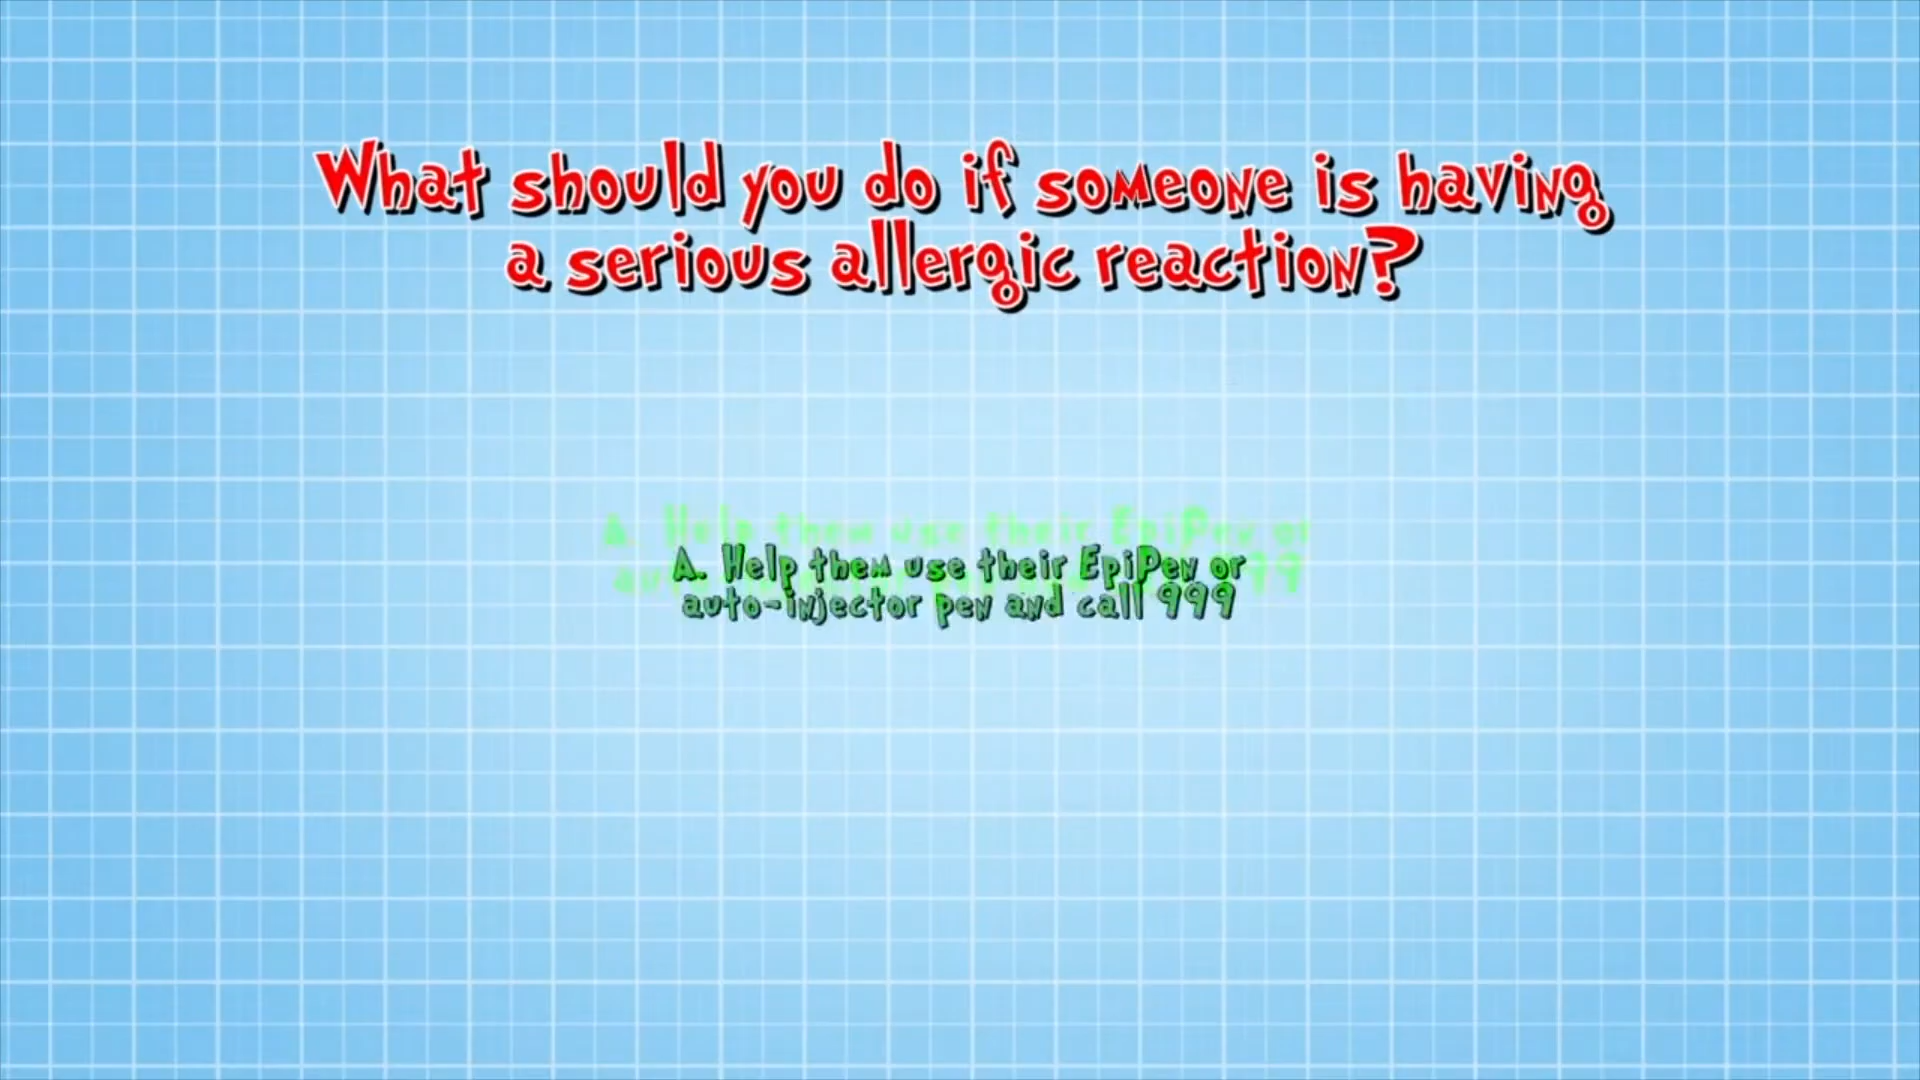 What should you do if someone is having
a serious allergic reaction?
A. Help them use their EpiPen or
auto-injector pen and call 999